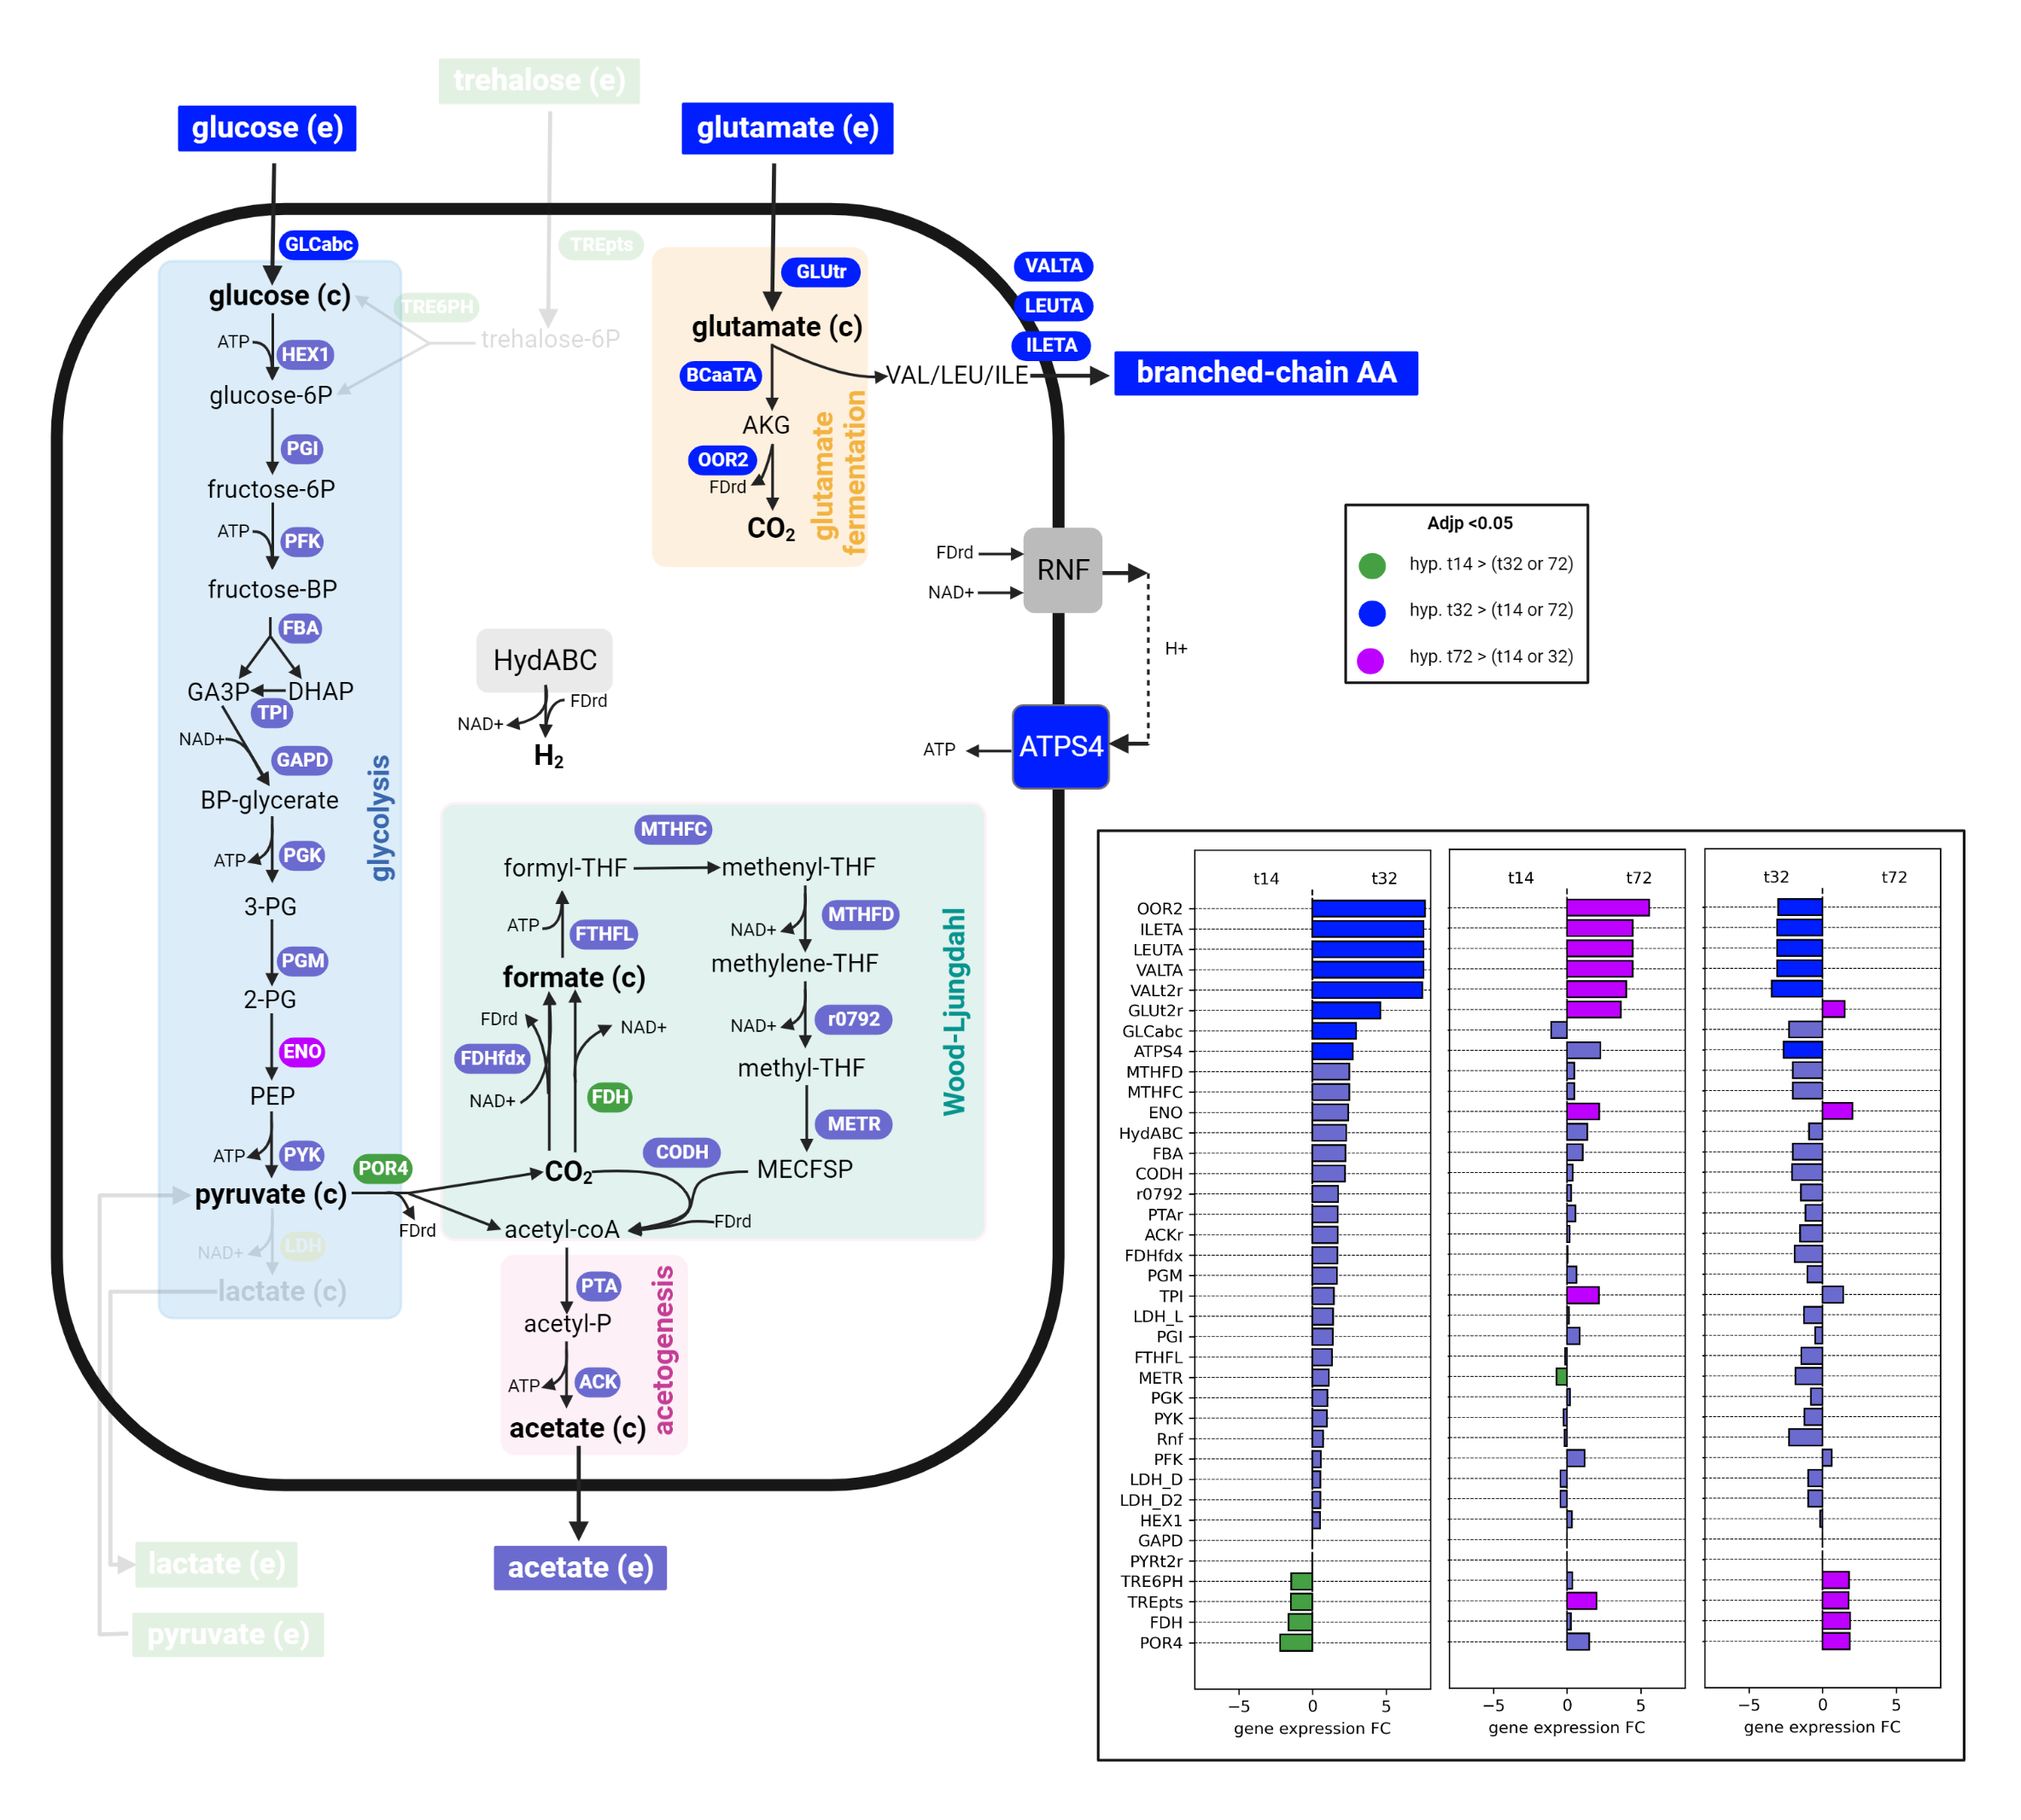 trehalose (e)
glucose (e)
glutamate (e)
GLCabc
TREpts
GLUtr
VALTA
LEUTA
ILETA
glucose (c)
TRE6PH
trehalose-6P
glutamate (c)
ATP
HEX1
BCaaTA
VAL/LEU/ILE
branched-chain AA
glucose-6P
AKG
PGI
OOR2
FDrd
fructose-6P
glutamate
fermentation
ATP
PFK
CO2
fructose-BP
FDrd
NAD+
RNF
H+
Adjp <0.05
hyp. t14 > (t32 or 72)
hyp. t32 > (t14 or 72)
hyp. t72 > (t14 or 32)
FBA
GA3P
DHAP
TPI
NAD+
GAPD
HydABC
NAD+
FDrd
H2
ATP
ATPS4
BP-glycerate
glycolysis
ATP
PGK
3-PG
PGM
2-PG
ENO
PEP
ATP
PYK
pyruvate (c)
POR4
FDrd
NAD+
LDH
lactate (c)
MTHFC
formyl-THF
methenyl-THF
ATP
FTHFL
NAD+
MTHFD
formate (c)
methylene-THF
Wood-Ljungdahl
FDrd
NAD+
NAD+
r0792
FDHfdx
methyl-THF
NAD+
FDH
METR
CODH
CO2
MECFSP
acetyl-coA
FDrd
PTA
acetyl-P
acetogenesis
ATP
ACK
acetate (c)
acetate (e)
lactate (e)
pyruvate (e)
t14 t32
t14 t72
t32 t72
OOR2
ILETA
LEUTA
VALTA
VALt2r
GLUt2r
GLCabc
ATPS4
MTHFD
MTHFC
ENO
HydABC
FBA
CODH
r0792
PTAr
ACKr
FDHfdx
PGM
TPI
LDH_L
PGI
FTHFL
METR
PGK
PYK
Rnf
PFK
LDH_D
LDH_D2
HEX1
GAPD
PYRt2r
TRE6PH
TREpts
FDH
POR4
−5 0 5
−5 0 5
−5 0 5
gene expression FC
gene expression FC
gene expression FC